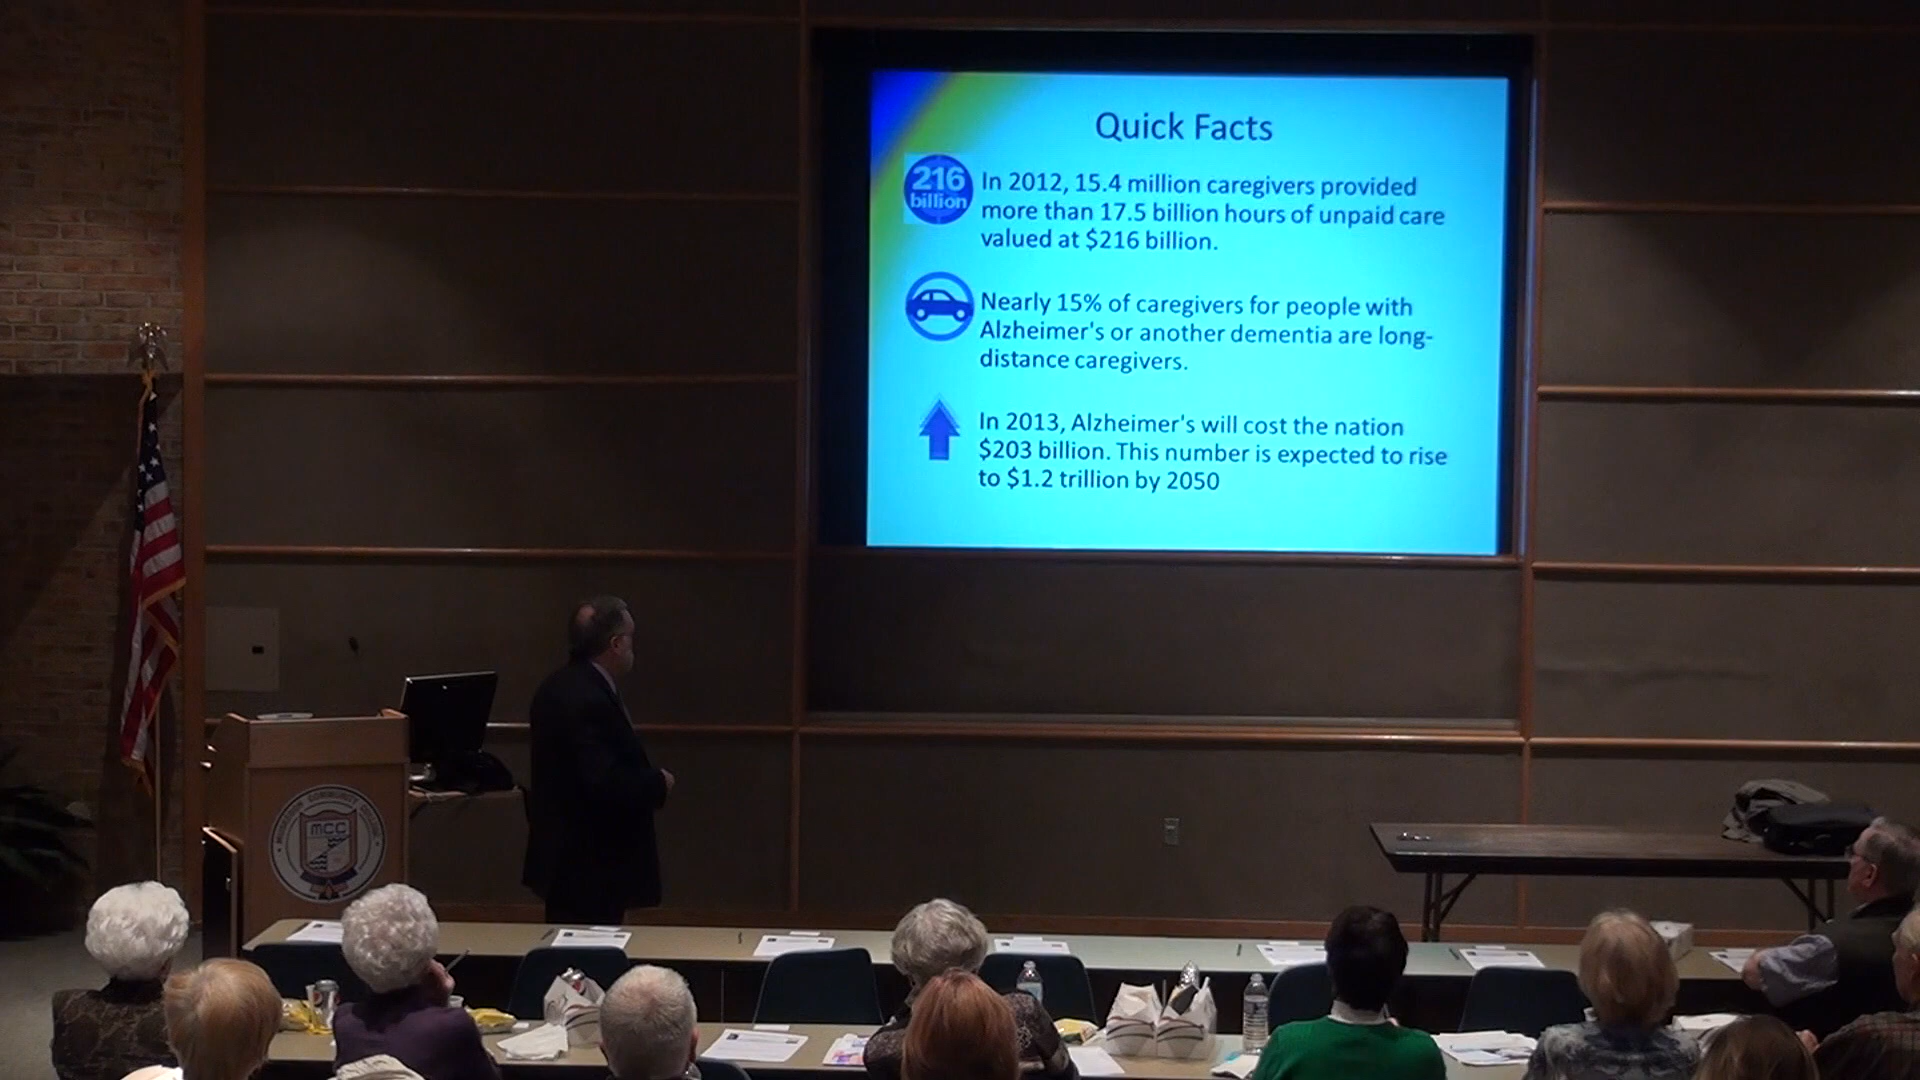 Quick Facts
216
billion
In 2012, 15.4 million caregivers provided
more than 17.5 billion hours of unpaid care
valued at $216 billion.
Nearly 15% of caregivers for people with
Alzheimer's or another dementia are long-
distance caregivers.
In 2013, Alzheimer's will cost the nation
$203 billion. This number is expected to rise
to $1.2 trillion by 2050
MCC